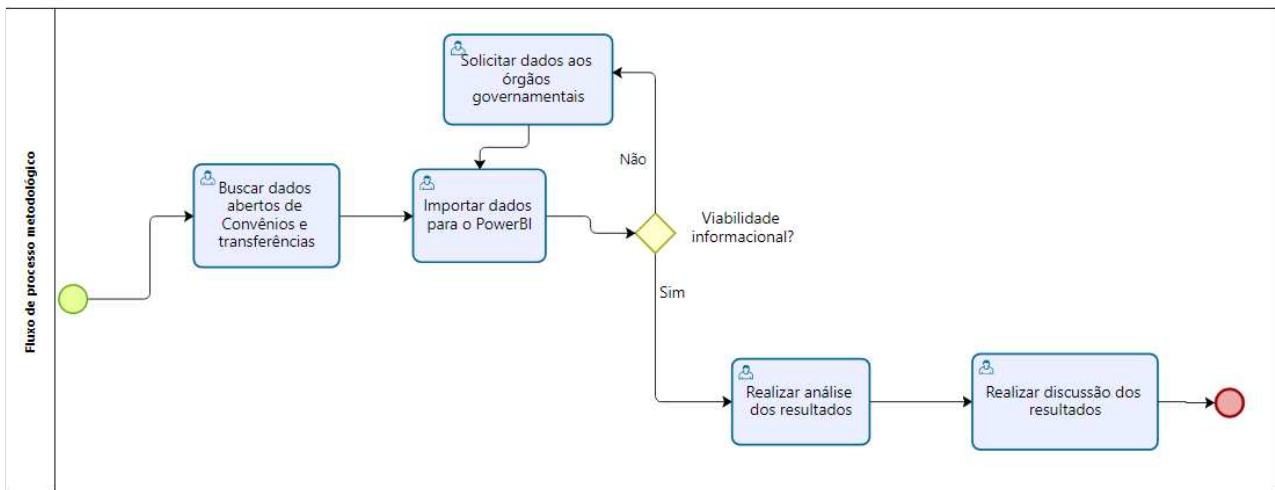 Fluxo de processo metodológico
Buscar dados
abertos de
Convênios e
transferências
Solicitar dados aos
órgãos
governamentais
Importar dados
para o PowerBI
Não
Viabilidade
informacional?
Sim
Realizar análise
dos resultados
Realizar discussão dos
resultados